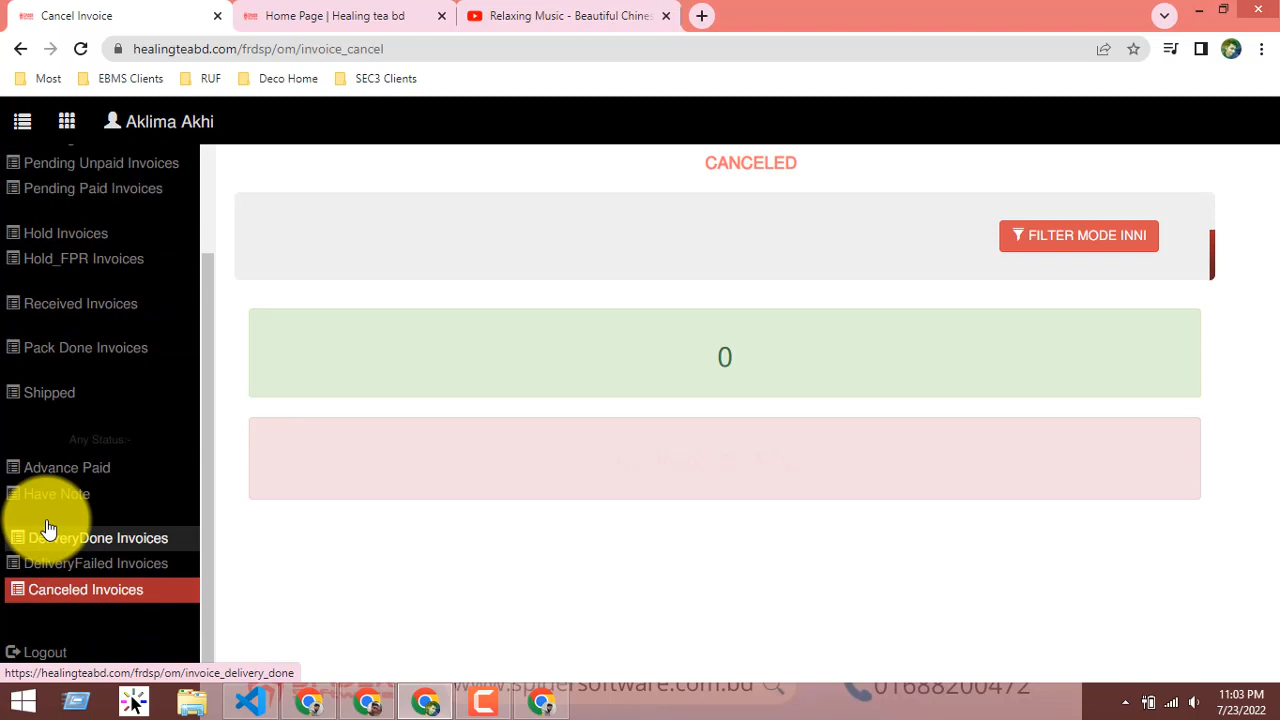 Cancel Invoice
Home Page | Healing tea bd
Relaxing Music - Beautiful Chines
healingteabd.com/frdsp/om/invoice_cancel
Most
EBMS Clients
RUF
Deco Home
SEC3 Clients
Aklima Akhi
Pending Unpaid Invoices
Pending Paid Invoices
Hold Invoices
Hold_FPR Invoices
Received Invoices
Pack Done Invoices
Shipped
Any Status:-
Advance Paid
Have Note
DeliveryDone Invoices
DeliveryFailed Invoices
Canceled Invoices
Logout
CANCELED
FILTER MODE INNI
0
https://healingteabd.com/frdsp/om/invoice_delivery_done
www.spidersoftware.com.bd
01688200472
11:03 PM
7/23/2022